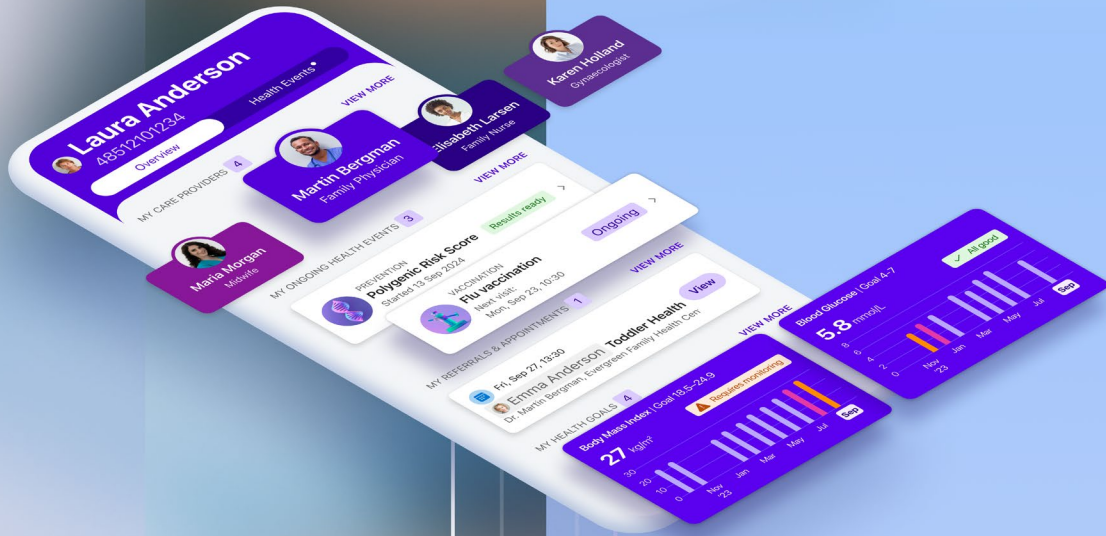 Laura Anderson
48512101234
Overview
Health Events
MY CARE PROVIDERS 4
VIEW MORE
Maria Morgan
Midwife
Martin Bergman
Family Physician
Elisabeth Larsen
Family Nurse
Karen Holland
Gynaecologist
MY ONGOING HEALTH EVENTS 3
VIEW MORE
PREVENTION
Polygenic Risk Score
Started 13 Sep 2024
Results ready
VACCINATION
Flu vaccination
Next visit:
Mon, Sep 23, 10:30
Ongoing
MY REFERRALS & APPOINTMENTS 1
VIEW MORE
Fri, Sep 27, 13:30
Emma Anderson Toddler Health
Dr. Martin Bergman, Evergreen Family Health Cen
View
MY HEALTH GOALS 4
VIEW MORE
Body Mass Index | Goal 18.5–24.9
27 kg/m²
Requires monitoring
30
20
10
0
Nov Jan Mar May Jul Sep
'23
Blood Glucose | Goal 4-7
5.8 mmol/L
All good
8
6
4
2
0
Nov Jan Mar May Jul Sep
'23